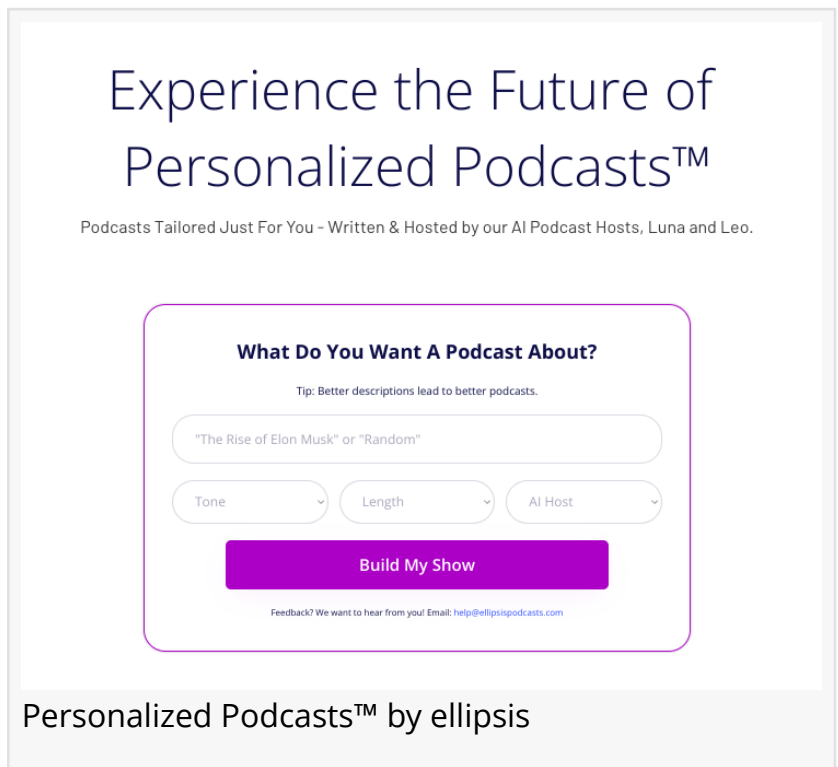 Experience the Future of
Personalized Podcasts™
Podcasts Tailored Just For You - Written & Hosted by our AI Podcast Hosts, Luna and Leo.
What Do You Want A Podcast About?
Tip: Better descriptions lead to better podcasts.
"The Rise of Elon Musk" or "Random"
Tone Length AI Host
Build My Show
Feedback? We want to hear from you! Email: help@ellipsispodcasts.com
Personalized Podcasts™ by ellipsis